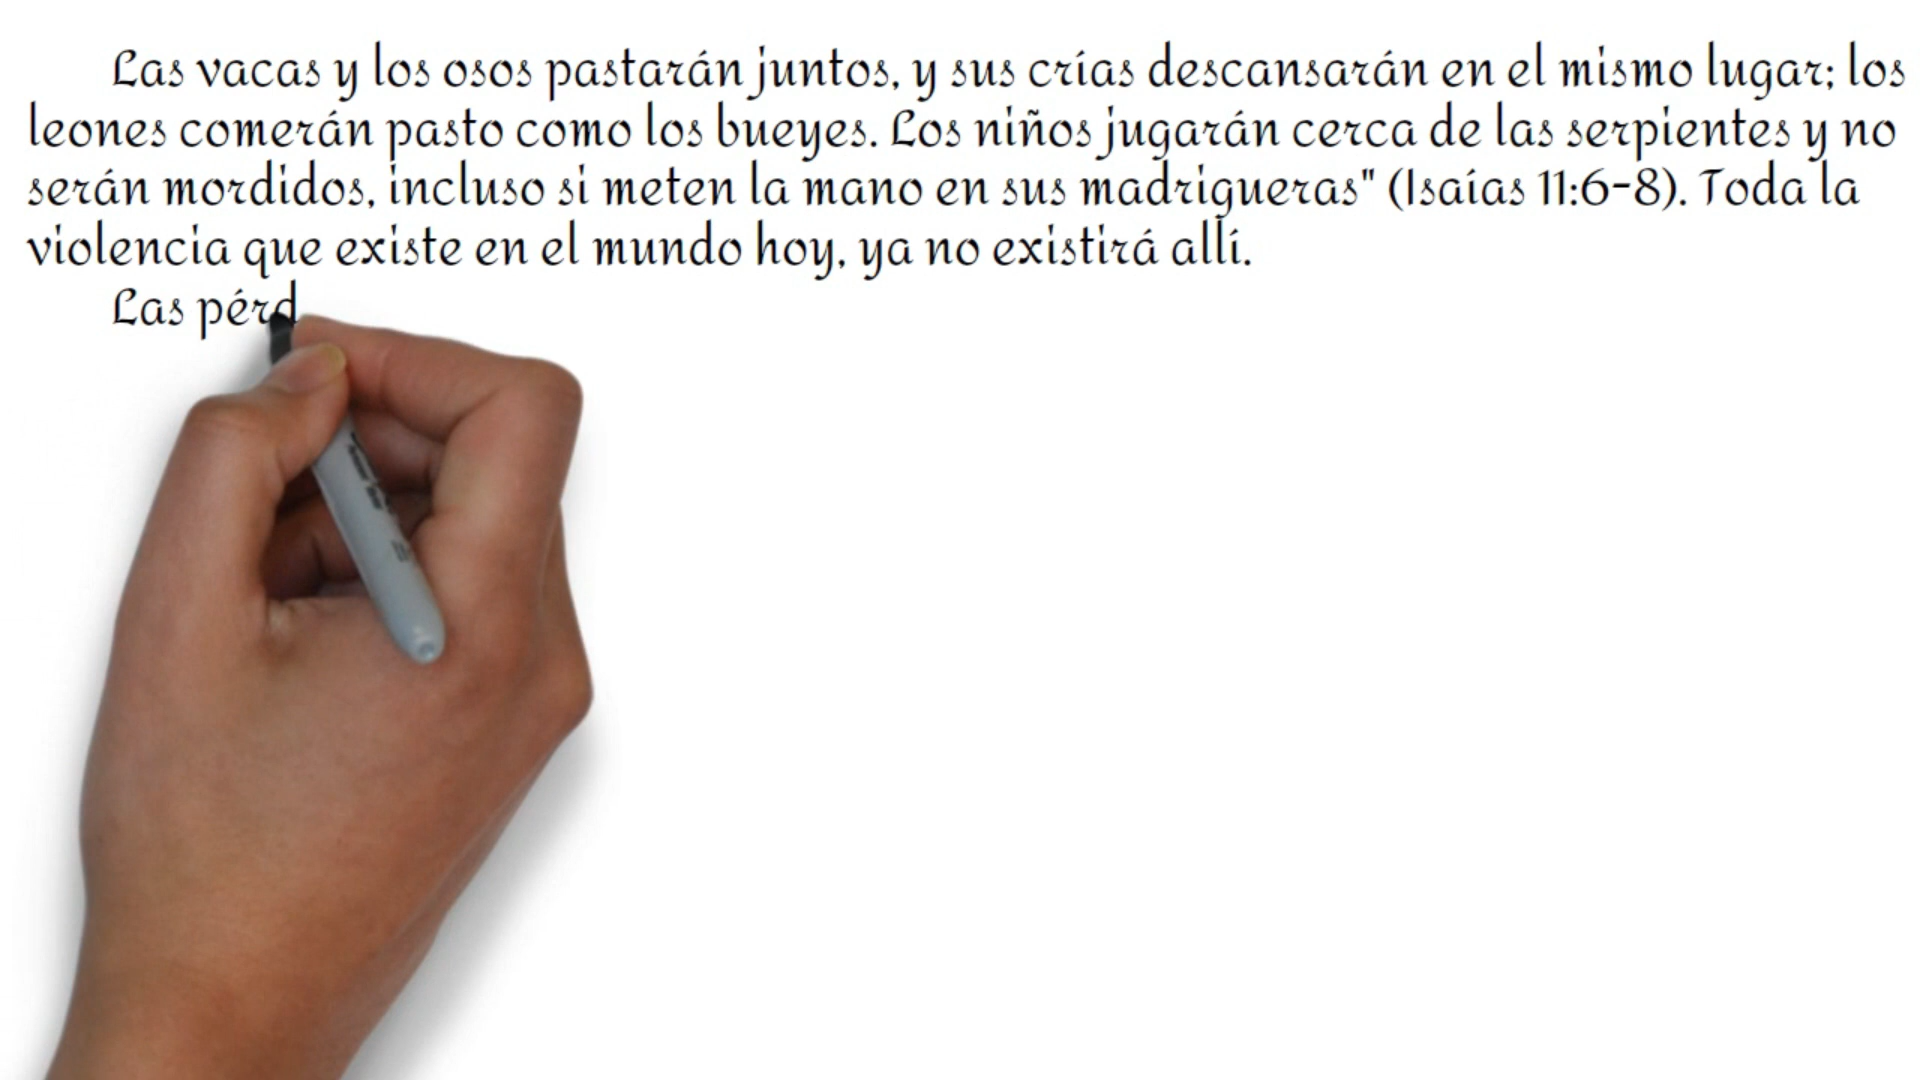 Las vacas y los osos pastarán juntos, y sus crías descansarán en el mismo lugar; los
leones comerán pasto como los bueyes. Los niños jugarán cerca de las serpientes y no
serán mordidos, incluso si meten la mano en sus madrigueras" (Isaías 11:6-8). Toda la
violencia que existe en el mundo hoy, ya no existirá allí.
Las pérd